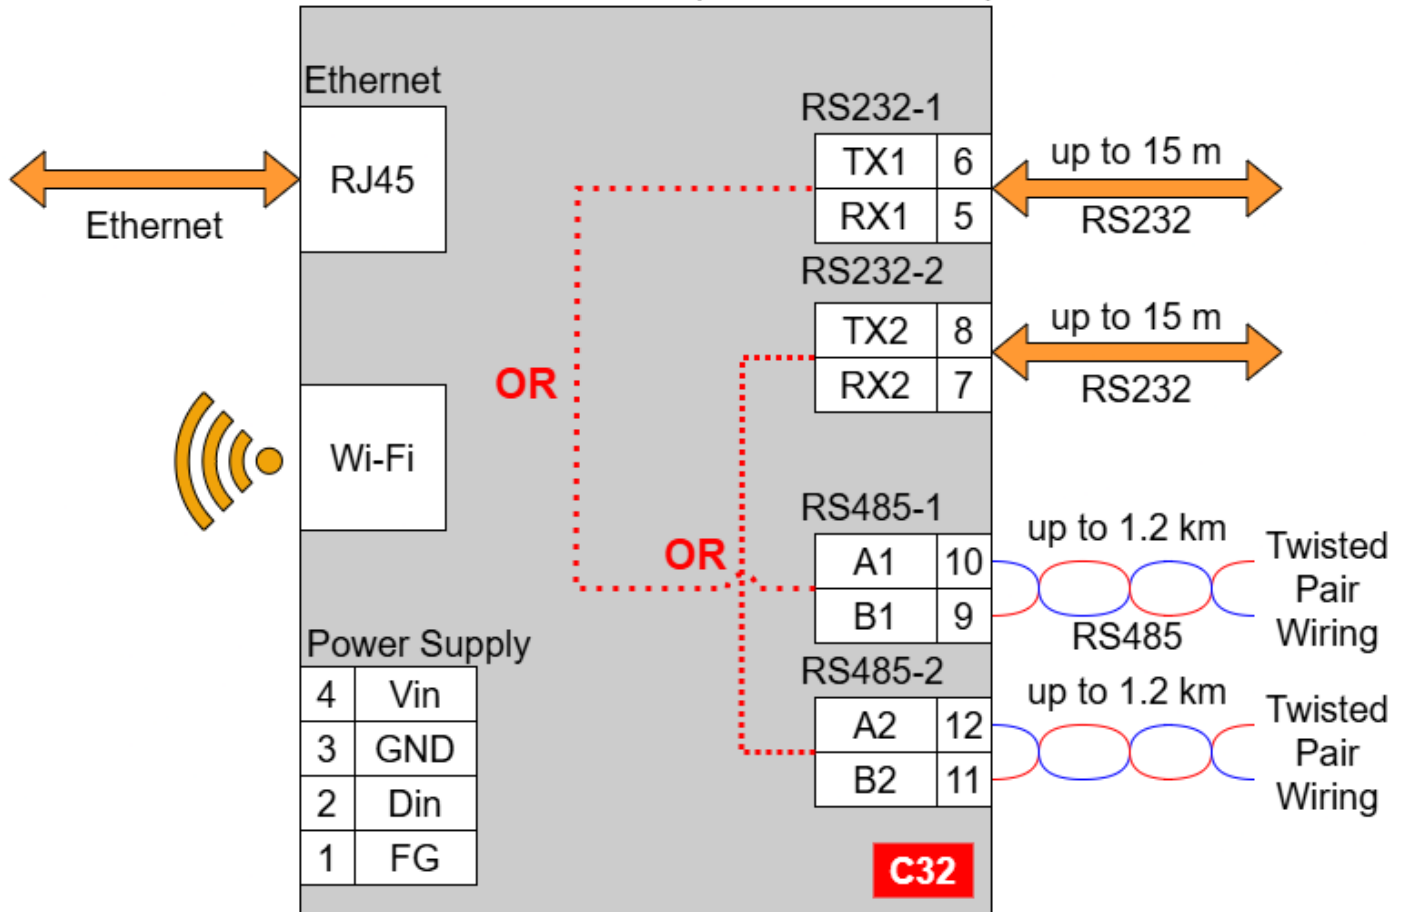 Ethernet
RJ45
Ethernet
Wi-Fi
Power Supply
4 Vin
3 GND
2 Din
1 FG
OR
OR
RS232-1
TX1 6
RX1 5
up to 15 m
RS232
RS232-2
TX2 8
RX2 7
up to 15 m
RS232
RS485-1
A1 10
B1 9
up to 1.2 km
RS485
Twisted
Pair
Wiring
RS485-2
A2 12
B2 11
up to 1.2 km
Twisted
Pair
Wiring
C32